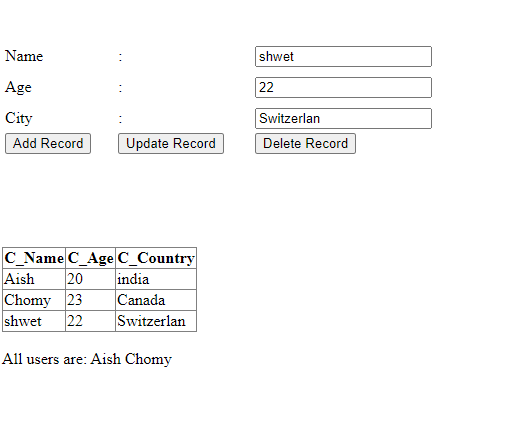 Name : shwet
Age : 22
City : Switzerlan
Add Record Update Record Delete Record
C_Name C_Age C_Country
Aish 20 india
Chomy 23 Canada
shwet 22 Switzerlan
All users are: Aish Chomy